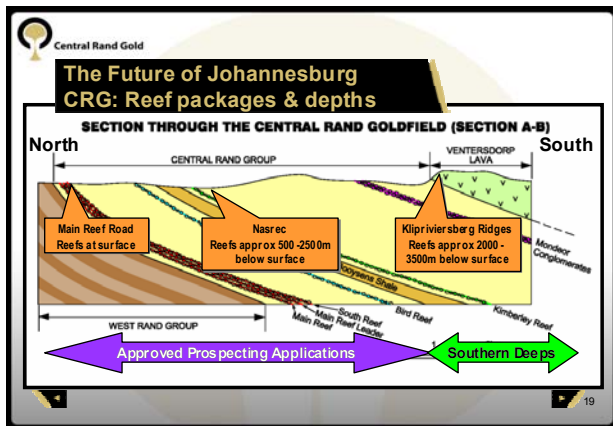 Central Rand Gold
The Future of Johannesburg
CRG: Reef packages & depths
SECTION THROUGH THE CENTRAL RAND GOLDFIELD (SECTION A-B)
North
South
CENTRAL RAND GROUP
VENTERSDORP
LAVA
Main Reef Road
Reefs at surface
Nasrec
Reefs approx 500 -2500m
below surface
Klipriviersberg Ridges
Reefs approx 2000 -
3500m below surface
Mondeor
Conglomerates
ooysens Shale
Kimberley Reef
Bird Reef
South Reef
Main Reef Leader
Main Reef
WEST RAND GROUP
Approved Prospecting Applications
Southern Deeps
19